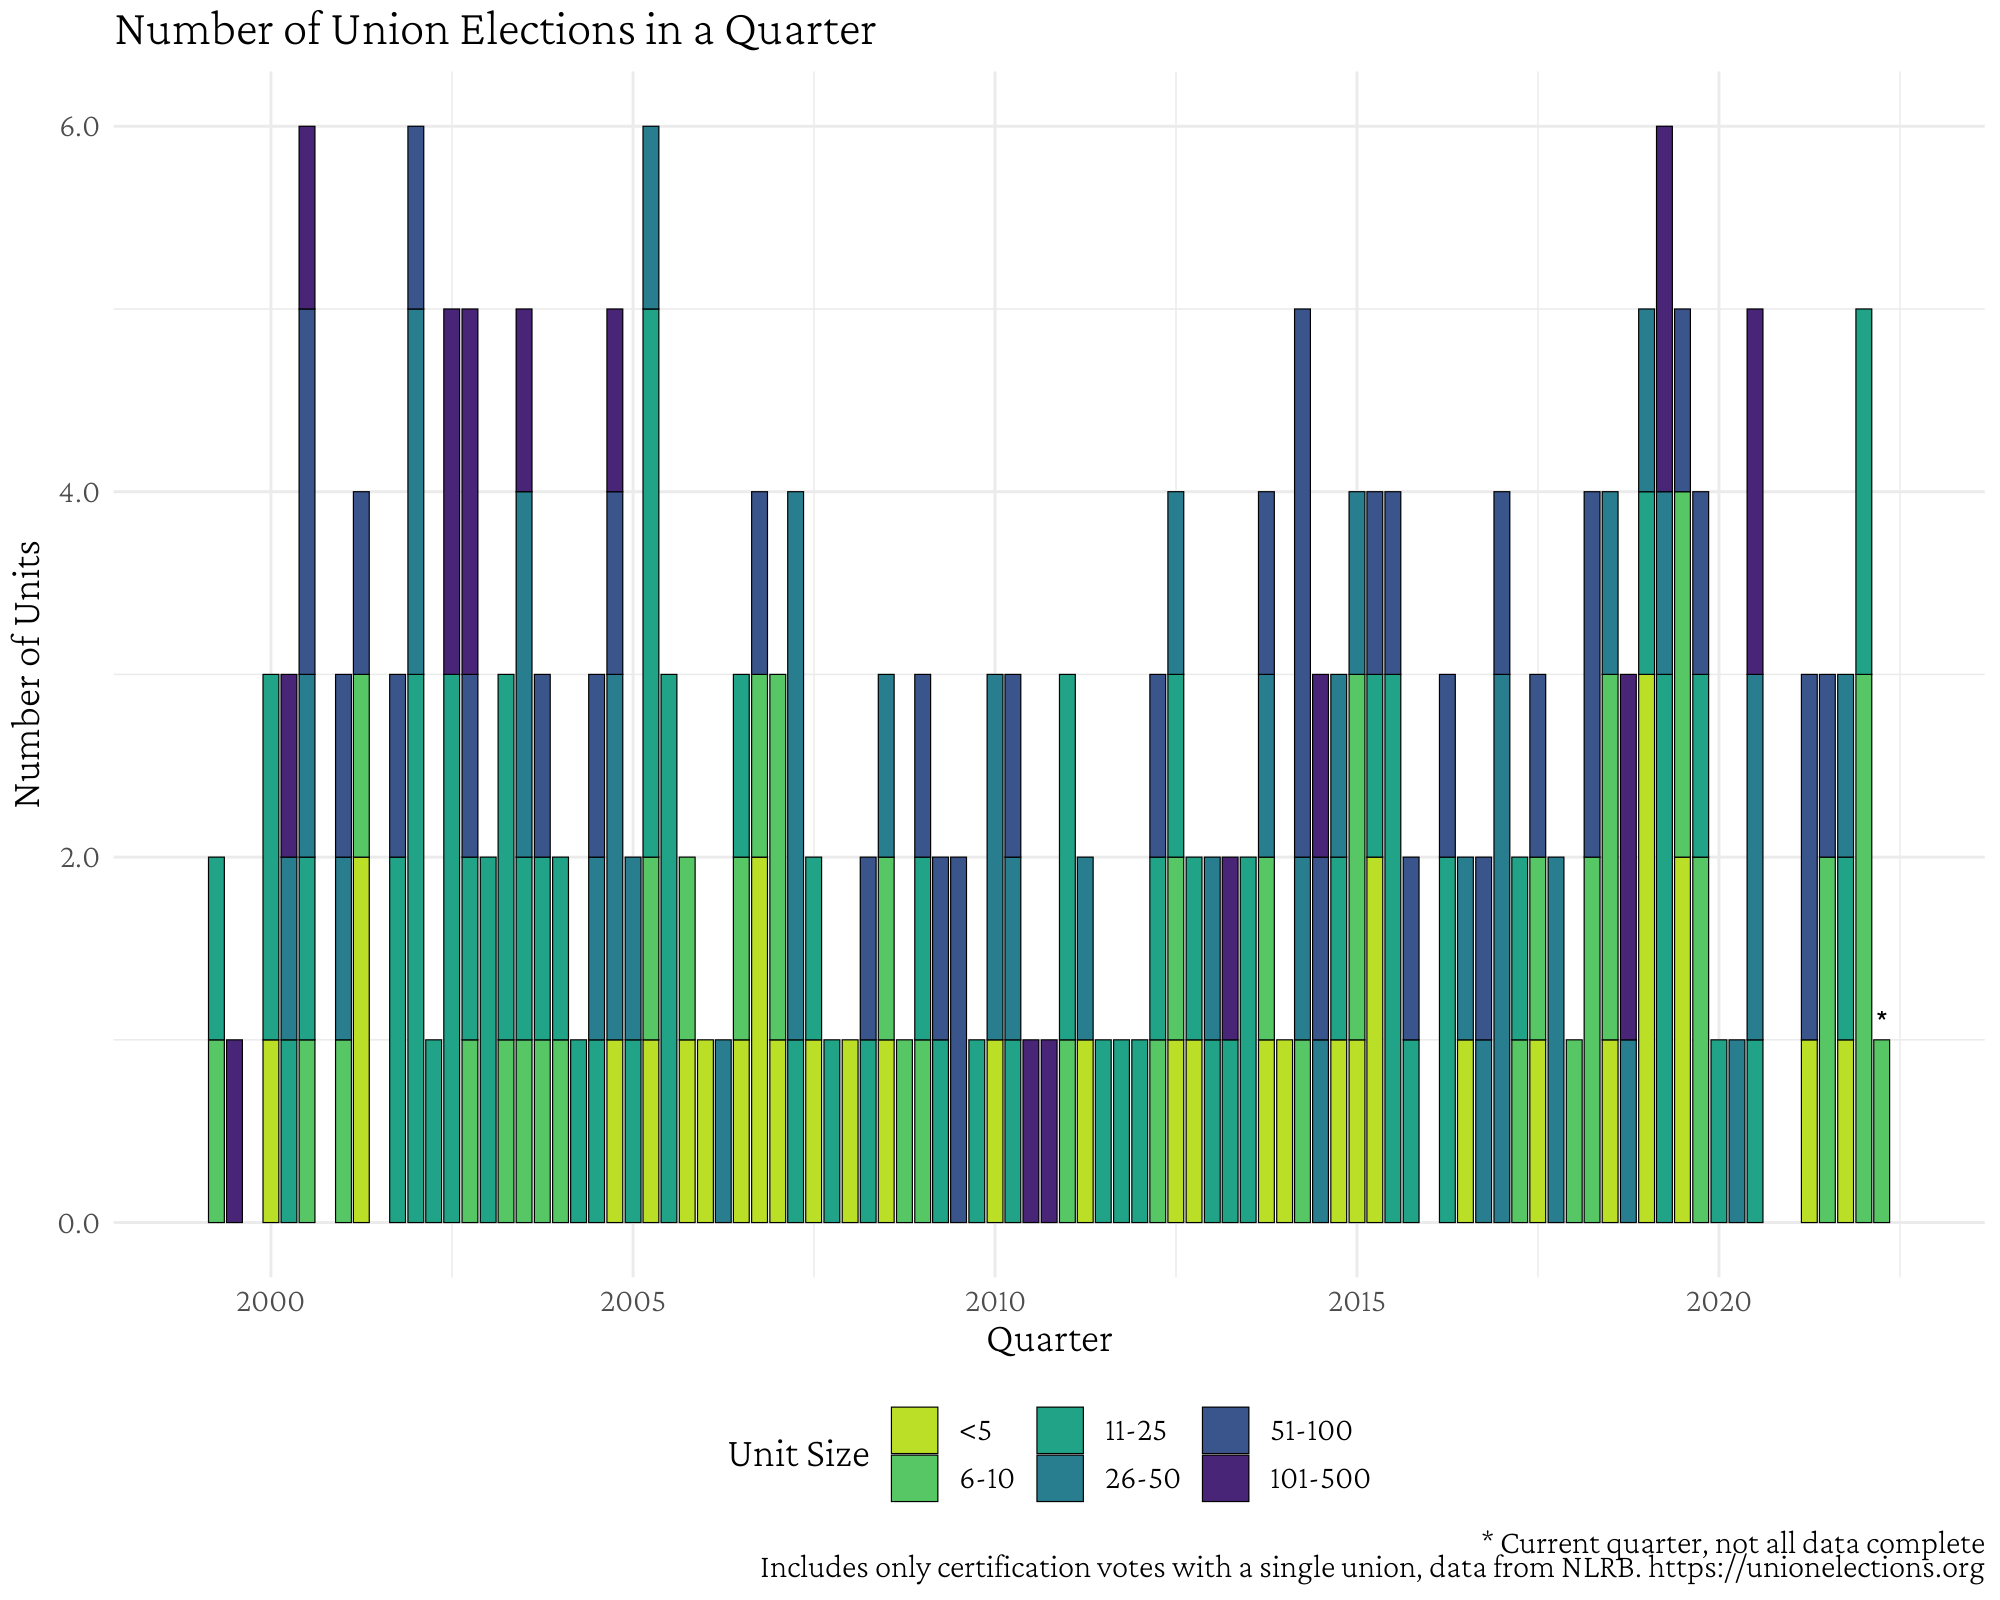 Number of Union Elections in a Quarter
6.0
4.0
2.0
0.0
Number of Units
*
2000 2005 2010 2015 2020
Quarter
Unit Size
<5 11-25 51-100
6-10 26-50 101-500
* Current quarter, not all data complete
Includes only certification votes with a single union, data from NLRB. https://unionelections.org